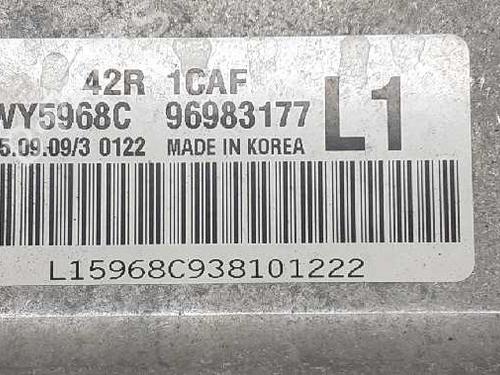 42R 1CAF
WY5968C 96983177 L1
5.09.09/3 0122 MADE IN KOREA
L15968C938101222